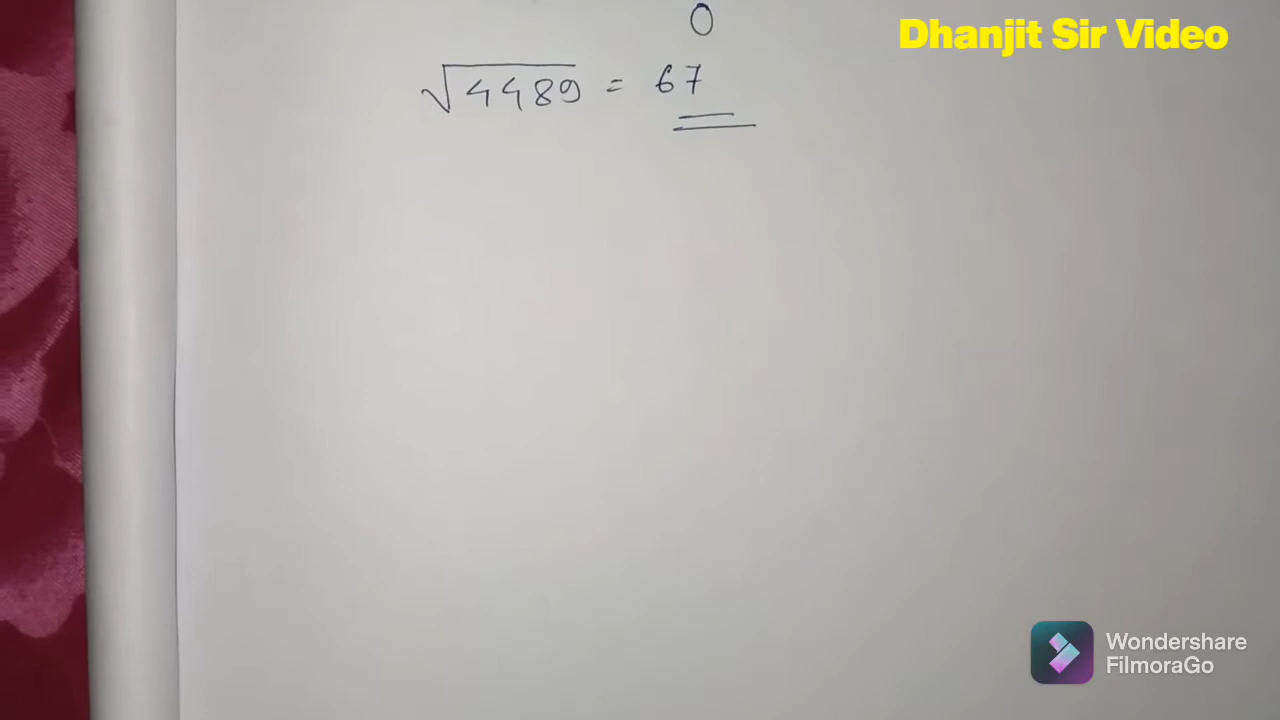 Dhanjit Sir Video
0
√4489 = 67
Wondershare
FilmoraGo